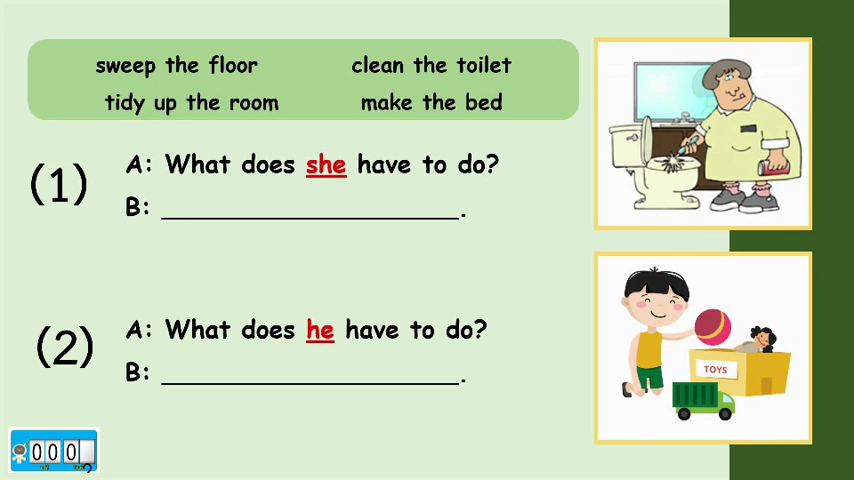 sweep the floor clean the toilet
tidy up the room make the bed
(1)
A: What does she have to do?
B: ____________________.
(2)
A: What does he have to do?
B: ____________________.
TOYS
000